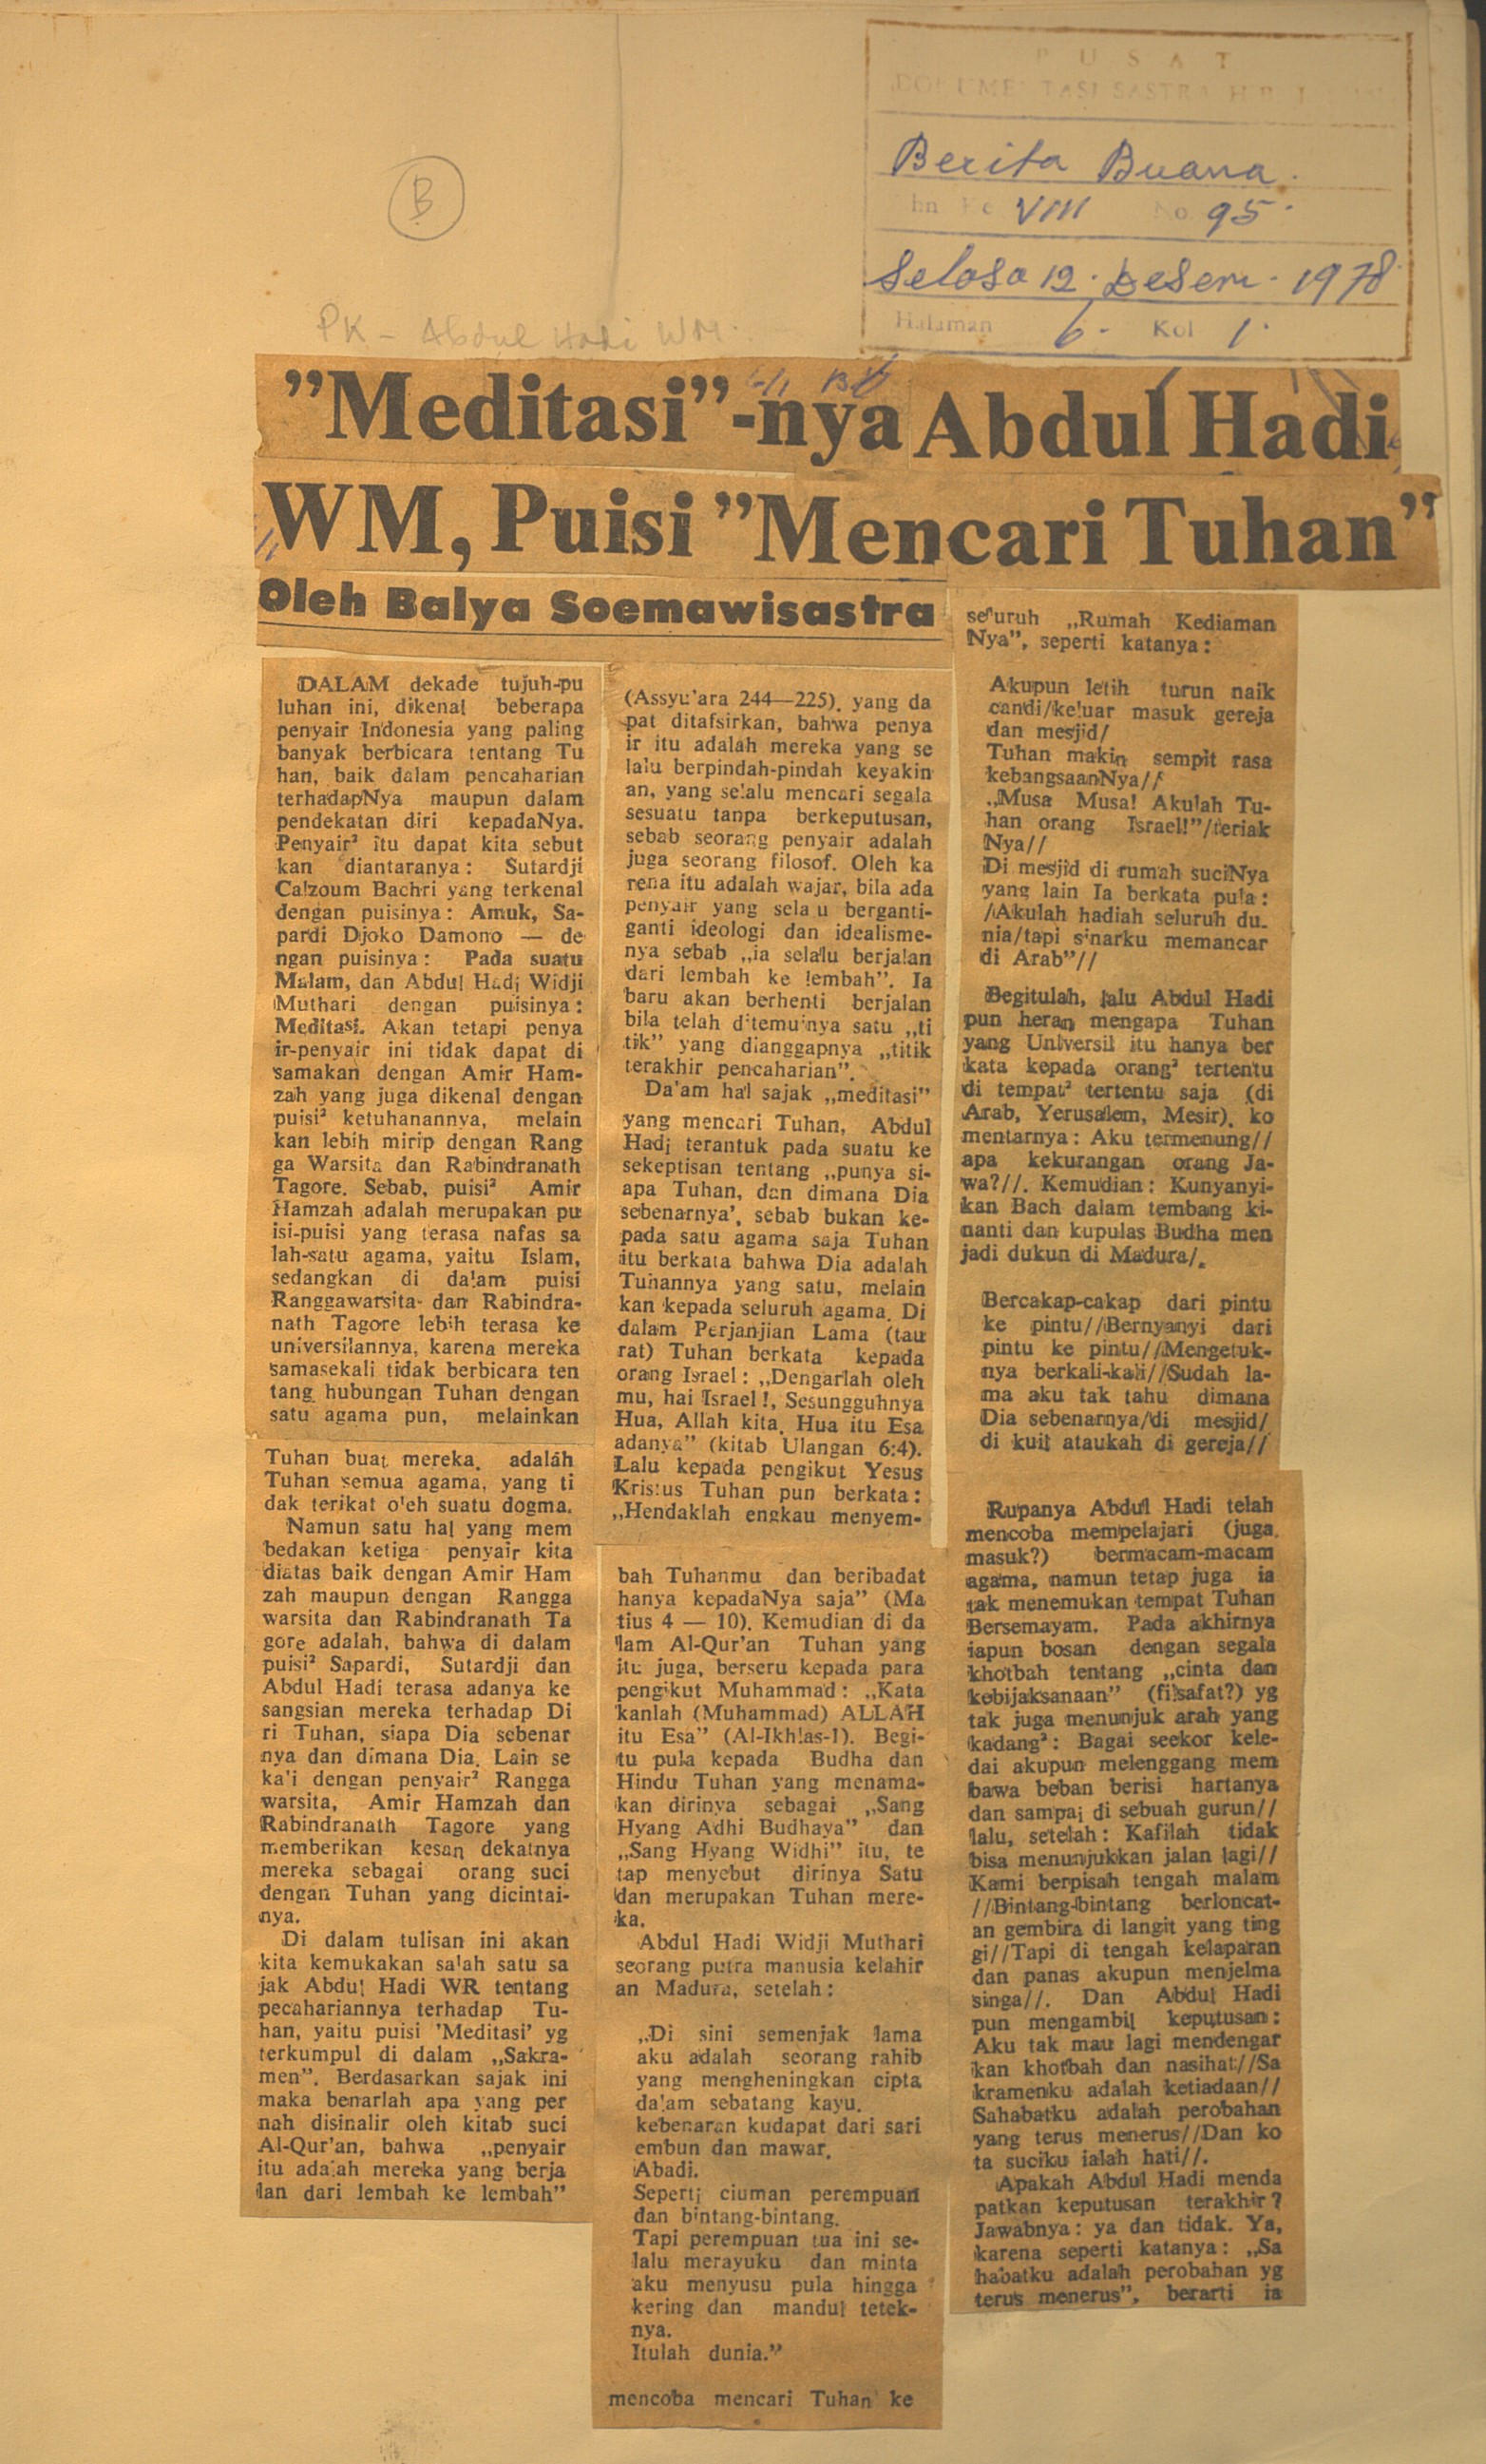 PUSAT
DOKUMENTASI SASTRA H.B.
Berita Buana.
Thn Ke VIII No. 95.
Selasa 12. Desem. 1978.
Halaman 6. Kol 1.
B
PK - Abdul Hadi WM.
"Meditasi"-nya Abdul Hadi
WM, Puisi "Mencari Tuhan"
Oleh Balya Soemawisastra
DALAM dekade tujuh-pu
luhan ini, dikenal beberapa
penyair Indonesia yang paling
banyak berbicara tentang Tu
han, baik dalam pencaharian
terhadapNya maupun dalam
pendekatan diri kepadaNya.
Penyair² itu dapat kita sebut
kan diantaranya: Sutardji
Calzoum Bachri yang terkenal
dengan puisinya: Amuk, Sa-
pardi Djoko Damono — de
ngan puisinya: Pada suatu
Malam, dan Abdul Hadi Widji
Muthari dengan puisinya:
Meditasi. Akan tetapi penya
ir-penyair ini tidak dapat di
samakan dengan Amir Ham-
zah yang juga dikenal dengan
puisi² ketuhanannya, melain
kan lebih mirip dengan Rang
ga Warsita dan Rabindranath
Tagore. Sebab, puisi² Amir
Hamzah adalah merupakan pu
isi-puisi yang terasa nafas sa
lah-satu agama, yaitu Islam,
sedangkan di dalam puisi
Ranggawarsita dan Rabindra-
nath Tagore lebih terasa ke
universilannya, karena mereka
samasekali tidak berbicara ten
tang hubungan Tuhan dengan
satu agama pun, melainkan
Tuhan buat mereka, adalah
Tuhan semua agama, yang ti
dak terikat oleh suatu dogma.
Namun satu hal yang mem
bedakan ketiga penyair kita
diatas baik dengan Amir Ham
zah maupun dengan Rangga
warsita dan Rabindranath Ta
gore adalah, bahwa di dalam
puisi² Sapardi, Sutardji dan
Abdul Hadi terasa adanya ke
sangsian mereka terhadap Di
ri Tuhan, siapa Dia sebenar
nya dan dimana Dia. Lain se
kali dengan penyair² Rangga
warsita, Amir Hamzah dan
Rabindranath Tagore yang
memberikan kesan dekatnya
mereka sebagai orang suci
dengan Tuhan yang dicintai-
nya.
Di dalam tulisan ini akan
kita kemukakan salah satu sa
jak Abdul Hadi WR tentang
pecahariannya terhadap Tu-
han, yaitu puisi 'Meditasi' yg
terkumpul di dalam „Sakra-
men". Berdasarkan sajak ini
maka benarlah apa yang per
nah disinalir oleh kitab suci
Al-Qur'an, bahwa „penyair
itu adalah mereka yang berja
lan dari lembah ke lembah"
(Assyu'ara 244—225), yang da
pat ditafsirkan, bahwa penya
ir itu adalah mereka yang se
lalu berpindah-pindah keyakin
an, yang selalu mencari segala
sesuatu tanpa berkeputusan,
sebab seorang penyair adalah
juga seorang filosof. Oleh ka
rena itu adalah wajar, bila ada
penyair yang selalu berganti-
ganti ideologi dan idealisme-
nya sebab „ia selalu berjalan
dari lembah ke lembah". Ia
baru akan berhenti berjalan
bila telah ditemuinya satu „ti
tik" yang dianggapnya „titik
terakhir pencaharian".
Dalam hal sajak „meditasi"
yang mencari Tuhan, Abdul
Hadi terantuk pada suatu ke
sekeptisan tentang „punya si-
apa Tuhan, dan dimana Dia
sebenarnya', sebab bukan ke-
pada satu agama saja Tuhan
itu berkata bahwa Dia adalah
Tuhannya yang satu, melain
kan kepada seluruh agama. Di
dalam Perjanjian Lama (tau
rat) Tuhan berkata kepada
orang Israel: „Dengarlah oleh
mu, hai Israel!, Sesungguhnya
Hua, Allah kita, Hua itu Esa
adanya" (kitab Ulangan 6:4).
Lalu kepada pengikut Yesus
Kristus Tuhan pun berkata:
„Hendaklah engkau menyem-
bah Tuhanmu dan beribadat
hanya kepadaNya saja" (Ma
tius 4 — 10). Kemudian di da
lam Al-Qur'an Tuhan yang
itu juga, berseru kepada para
pengikut Muhammad: „Kata
kanlah (Muhammad) ALLAH
itu Esa" (Al-Ikhlas-1). Begi-
tu pula kepada Budha dan
Hindu Tuhan yang menama-
kan dirinya sebagai „Sang
Hyang Adhi Budhaya" dan
„Sang Hyang Widhi" itu, te
tap menyebut dirinya Satu
dan merupakan Tuhan mere-
ka.
Abdul Hadi Widji Muthari
seorang putra manusia kelahir
an Madura, setelah:
„Di sini semenjak lama
aku adalah seorang rahib
yang mengheningkan cipta
dalam sebatang kayu.
kebenaran kudapat dari sari
embun dan mawar.
Abadi.
Seperti ciuman perempuan
dan bintang-bintang.
Tapi perempuan tua ini se-
lalu merayuku dan minta
aku menyusu pula hingga
kering dan mandul tetek-
nya.
Itulah dunia."
mencoba mencari Tuhan ke
seluruh „Rumah Kediaman
Nya", seperti katanya:
Akupun letih turun naik
candi/keluar masuk gereja
dan mesjid/
Tuhan makin sempit rasa
kebangsaanNya//
„Musa Musa! Akulah Tu-
han orang Israel!"/teriak
Nya//
Di mesjid di rumah suciNya
yang lain Ia berkata pula:
/Akulah hadiah seluruh du-
nia/tapi sinarku memancar
di Arab"//
Begitulah, lalu Abdul Hadi
pun heran mengapa Tuhan
yang Universil itu hanya ber
kata kepada orang² tertentu
di tempat² tertentu saja (di
Arab, Yerusalem, Mesir), ko
mentarnya: Aku termenung//
apa kekurangan orang Ja-
wa?//. Kemudian: Kunyanyi-
kan Bach dalam tembang ki-
nanti dan kupulas Budha men
jadi dukun di Madura/.
Bercakap-cakap dari pintu
ke pintu//Bernyanyi dari
pintu ke pintu//Mengetuk-
nya berkali-kali//Sudah la-
ma aku tak tahu dimana
Dia sebenarnya/di mesjid/
di kuil ataukah di gereja//
Rupanya Abdul Hadi telah
mencoba mempelajari (juga
masuk?) bermacam-macam
agama, namun tetap juga ia
tak menemukan tempat Tuhan
Bersemayam. Pada akhirnya
iapun bosan dengan segala
khotbah tentang „cinta dan
kebijaksanaan" (filsafat?) yg
tak juga menunjuk arah yang
kadang²: Bagai seekor kele-
dai akupun melenggang mem
bawa beban berisi hartanya
dan sampai di sebuah gurun//
lalu, setelah: Kafilah tidak
bisa menunjukkan jalan lagi//
Kami berpisah tengah malam
//Bintang-bintang berloncat-
an gembira di langit yang ting
gi//Tapi di tengah kelaparan
dan panas akupun menjelma
singa//. Dan Abdul Hadi
pun mengambil keputusan:
Aku tak mau lagi mendengar
kan khotbah dan nasihat//Sa
kramenku adalah ketiadaan//
Sahabatku adalah perobahan
yang terus menerus//Dan ko
ta suciku ialah hati//.
Apakah Abdul Hadi menda
patkan keputusan terakhir?
Jawabnya: ya dan tidak. Ya,
karena seperti katanya: „Sa
habatku adalah perobahan yg
terus menerus", berarti ia